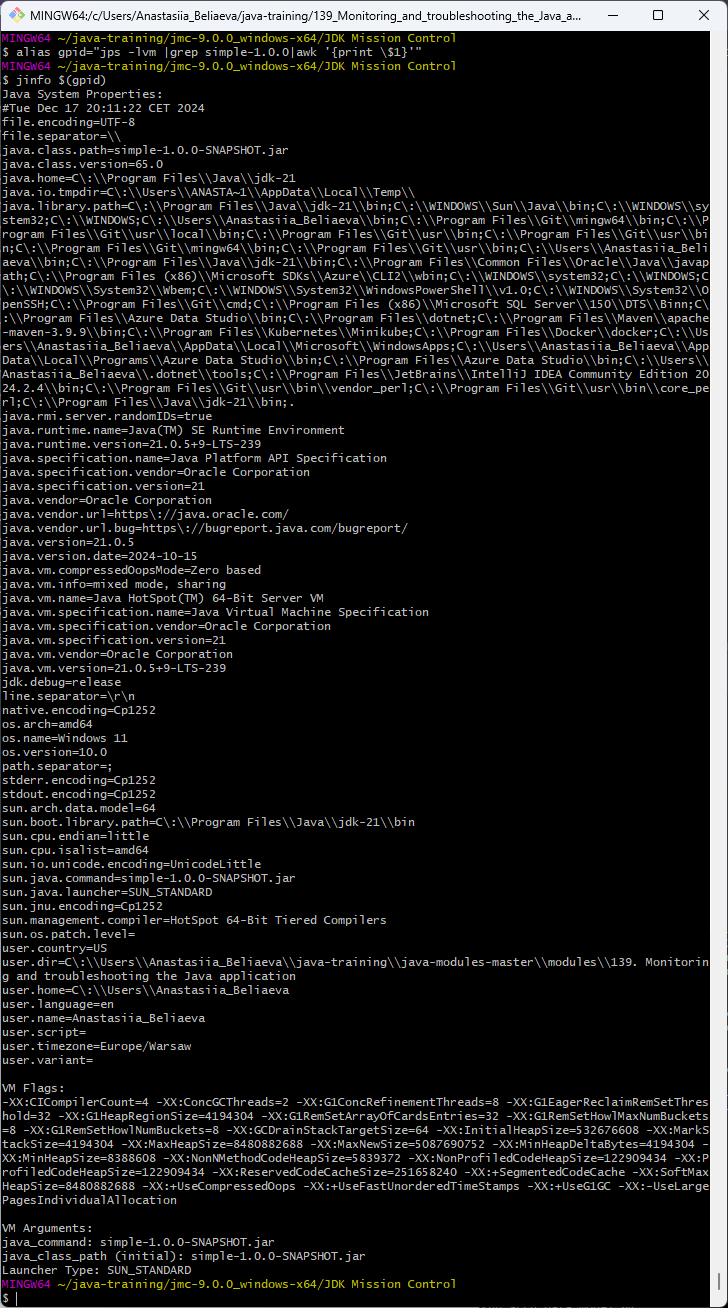 MINGW64:/c/Users/Anastasiia_Beliaeva/java-training/139_Monitoring_and_troubleshooting_the_Java_a...
MINGW64 ~/java-training/jmc-9.0.0_windows-x64/JDK Mission Control
$ alias gpid="jps -lvm |grep simple-1.0.0|awk '{print \$1}'"
MINGW64 ~/java-training/jmc-9.0.0_windows-x64/JDK Mission Control
$ jinfo $(gpid)
Java System Properties:
#Tue Dec 17 20:11:22 CET 2024
file.encoding=UTF-8
file.separator=\\
java.class.path=simple-1.0.0-SNAPSHOT.jar
java.class.version=65.0
java.home=C\:\\Program Files\\Java\\jdk-21
java.io.tmpdir=C\:\\Users\\ANASTA~1\\AppData\\Local\\Temp\\
java.library.path=C\:\\Program Files\\Java\\jdk-21\\bin;C\:\\WINDOWS\\Sun\\Java\\bin;C\:\\WINDOWS\\sy
stem32;C\:\\WINDOWS;C\:\\Users\\Anastasiia_Beliaeva\\bin;C\:\\Program Files\\Git\\mingw64\\bin;C\:\\P
rogram Files\\Git\\usr\\local\\bin;C\:\\Program Files\\Git\\usr\\bin;C\:\\Program Files\\Git\\usr\\bi
n;C\:\\Program Files\\Git\\mingw64\\bin;C\:\\Program Files\\Git\\usr\\bin;C\:\\Users\\Anastasiia_Beli
aeva\\bin;C\:\\Program Files\\Java\\jdk-21\\bin;C\:\\Program Files\\Common Files\\Oracle\\Java\\javap
ath;C\:\\Program Files (x86)\\Microsoft SDKs\\Azure\\CLI2\\wbin;C\:\\WINDOWS\\system32;C\:\\WINDOWS;C
\:\\WINDOWS\\System32\\Wbem;C\:\\WINDOWS\\System32\\WindowsPowerShell\\v1.0;C\:\\WINDOWS\\System32\\O
penSSH;C\:\\Program Files\\Git\\cmd;C\:\\Program Files (x86)\\Microsoft SQL Server\\150\\DTS\\Binn;C\
:\\Program Files\\Azure Data Studio\\bin;C\:\\Program Files\\dotnet;C\:\\Program Files\\Maven\\apache
-maven-3.9.9\\bin;C\:\\Program Files\\Kubernetes\\Minikube;C\:\\Program Files\\Docker\\docker;C\:\\Us
ers\\Anastasiia_Beliaeva\\AppData\\Local\\Microsoft\\WindowsApps;C\:\\Users\\Anastasiia_Beliaeva\\App
Data\\Local\\Programs\\Azure Data Studio\\bin;C\:\\Program Files\\Azure Data Studio\\bin;C\:\\Users\\
Anastasiia_Beliaeva\\.dotnet\\tools;C\:\\Program Files\\JetBrains\\IntelliJ IDEA Community Edition 20
24.2.4\\bin;C\:\\Program Files\\Git\\usr\\bin\\vendor_perl;C\:\\Program Files\\Git\\usr\\bin\\core_pe
rl;C\:\\Program Files\\Java\\jdk-21\\bin;.
java.rmi.server.randomIDs=true
java.runtime.name=Java(TM) SE Runtime Environment
java.runtime.version=21.0.5+9-LTS-239
java.specification.name=Java Platform API Specification
java.specification.vendor=Oracle Corporation
java.specification.version=21
java.vendor=Oracle Corporation
java.vendor.url=https\://java.oracle.com/
java.vendor.url.bug=https\://bugreport.java.com/bugreport/
java.version=21.0.5
java.version.date=2024-10-15
java.vm.compressedOopsMode=Zero based
java.vm.info=mixed mode, sharing
java.vm.name=Java HotSpot(TM) 64-Bit Server VM
java.vm.specification.name=Java Virtual Machine Specification
java.vm.specification.vendor=Oracle Corporation
java.vm.specification.version=21
java.vm.vendor=Oracle Corporation
java.vm.version=21.0.5+9-LTS-239
jdk.debug=release
line.separator=\r\n
native.encoding=Cp1252
os.arch=amd64
os.name=Windows 11
os.version=10.0
path.separator=;
stderr.encoding=Cp1252
stdout.encoding=Cp1252
sun.arch.data.model=64
sun.boot.library.path=C\:\\Program Files\\Java\\jdk-21\\bin
sun.cpu.endian=little
sun.cpu.isalist=amd64
sun.io.unicode.encoding=UnicodeLittle
sun.java.command=simple-1.0.0-SNAPSHOT.jar
sun.java.launcher=SUN_STANDARD
sun.jnu.encoding=Cp1252
sun.management.compiler=HotSpot 64-Bit Tiered Compilers
sun.os.patch.level=
user.country=US
user.dir=C\:\\Users\\Anastasiia_Beliaeva\\java-training\\java-modules-master\\modules\\139. Monitorin
g and troubleshooting the Java application
user.home=C\:\\Users\\Anastasiia_Beliaeva
user.language=en
user.name=Anastasiia_Beliaeva
user.script=
user.timezone=Europe/Warsaw
user.variant=
VM Flags:
-XX:CICompilerCount=4 -XX:ConcGCThreads=2 -XX:G1ConcRefinementThreads=8 -XX:G1EagerReclaimRemSetThres
hold=32 -XX:G1HeapRegionSize=4194304 -XX:G1RemSetArrayOfCardsEntries=32 -XX:G1RemSetHowlMaxNumBuckets
=8 -XX:G1RemSetHowlNumBuckets=8 -XX:GCDrainStackTargetSize=64 -XX:InitialHeapSize=532676608 -XX:MarkS
tackSize=4194304 -XX:MaxHeapSize=8480882688 -XX:MaxNewSize=5087690752 -XX:MinHeapDeltaBytes=4194304 -
XX:MinHeapSize=8388608 -XX:NonNMethodCodeHeapSize=5839372 -XX:NonProfiledCodeHeapSize=122909434 -XX:P
rofiledCodeHeapSize=122909434 -XX:ReservedCodeCacheSize=251658240 -XX:+SegmentedCodeCache -XX:SoftMax
HeapSize=8480882688 -XX:+UseCompressedOops -XX:+UseFastUnorderedTimeStamps -XX:+UseG1GC -XX:-UseLarge
PagesIndividualAllocation
VM Arguments:
java_command: simple-1.0.0-SNAPSHOT.jar
java_class_path (initial): simple-1.0.0-SNAPSHOT.jar
Launcher Type: SUN_STANDARD
MINGW64 ~/java-training/jmc-9.0.0_windows-x64/JDK Mission Control
$